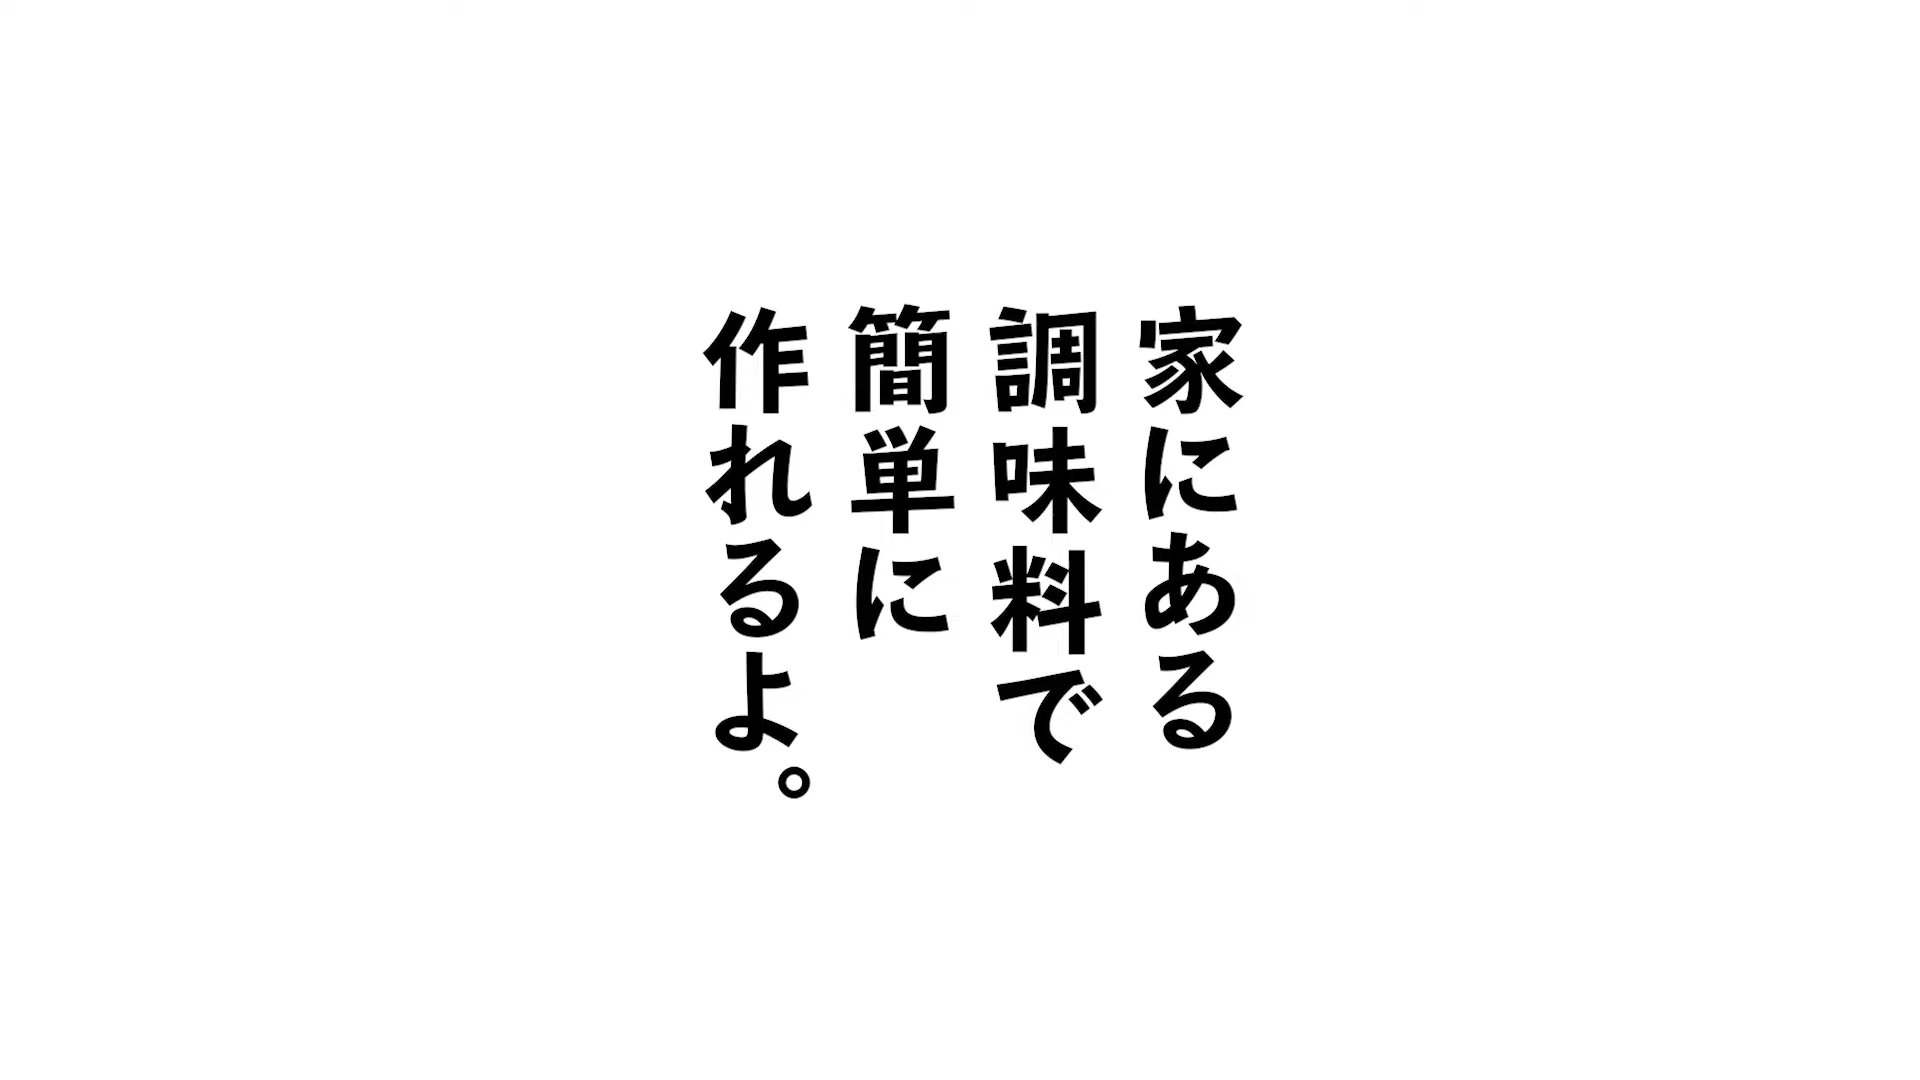 家にある
調味料で
簡単に
作れるよ。